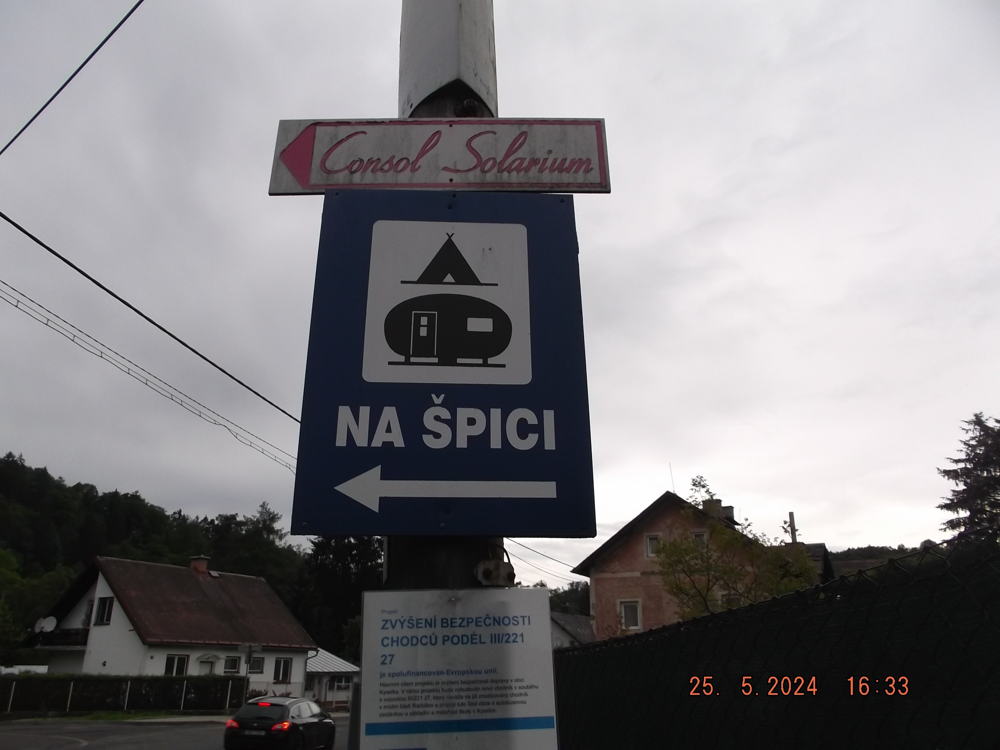 Consol Solarium
NA ŠPICI
Projekt
ZVÝŠENÍ BEZPEČNOSTI
CHODCŮ PODÉL III/221
27
je spolufinancován Evropskou unií.
Hlavním cílem projektu je zvýšení bezpečnosti dopravy v obci
Kyselka. V rámci projektu bude vybudován nový chodník v souběhu
s vozovkou III/221 27, který naváže na již zrealizovaný chodník
v místní části Radošov a propojí tuto část obce s autobusovou
zastávkou u základní a mateřské školy v Kyselce.
25. 5.2024 16:33